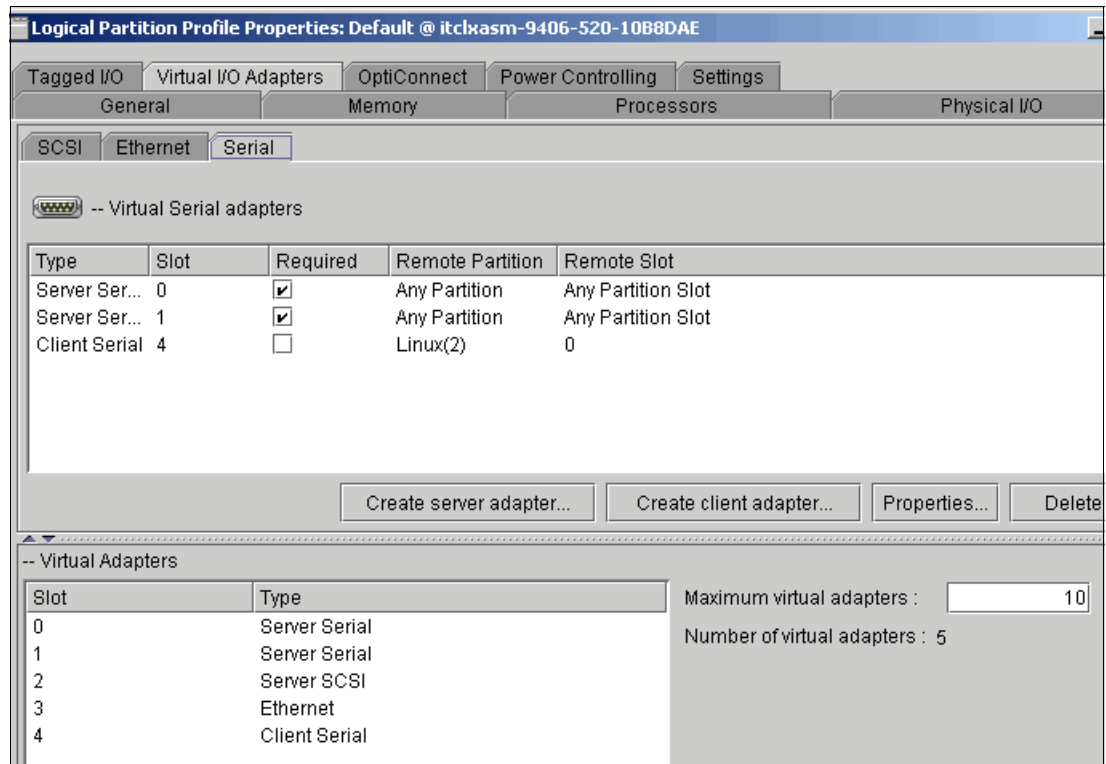 Logical Partition Profile Properties: Default @ itclxasm-9406-520-10B8DAE
Tagged I/O Virtual I/O Adapters OptiConnect Power Controlling Settings
General Memory Processors Physical I/O
SCSI Ethernet Serial
-- Virtual Serial adapters
Type Slot Required Remote Partition Remote Slot
Server Ser... 0 Any Partition Any Partition Slot
Server Ser... 1 Any Partition Any Partition Slot
Client Serial 4 Linux(2) 0
Create server adapter... Create client adapter... Properties... Delete
-- Virtual Adapters
Slot Type
0 Server Serial
1 Server Serial
2 Server SCSI
3 Ethernet
4 Client Serial
Maximum virtual adapters : 10
Number of virtual adapters : 5